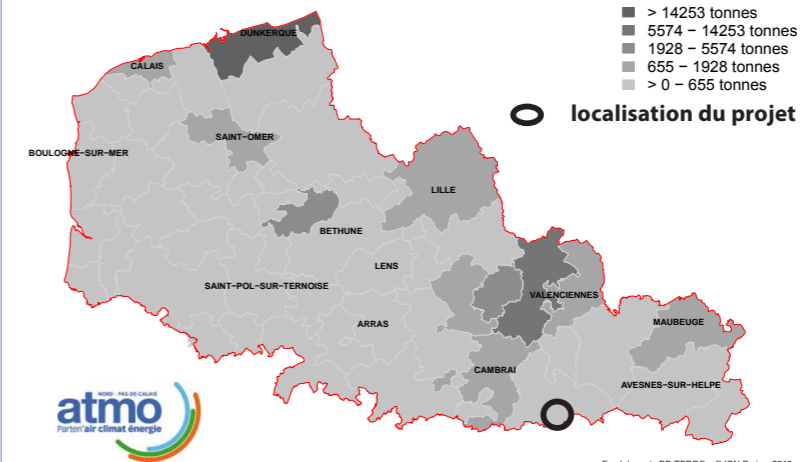 > 14253 tonnes
5574 − 14253 tonnes
1928 − 5574 tonnes
655 − 1928 tonnes
> 0 − 655 tonnes
localisation du projet
DUNKERQUE
CALAIS
SAINT−OMER
BOULOGNE−SUR−MER
LILLE
BETHUNE
LENS
SAINT−POL−SUR−TERNOISE
VALENCIENNES
ARRAS
MAUBEUGE
CAMBRAI
AVESNES−SUR−HELPE
NORD - PAS-DE-CALAIS
atmo
Parten'air climat énergie